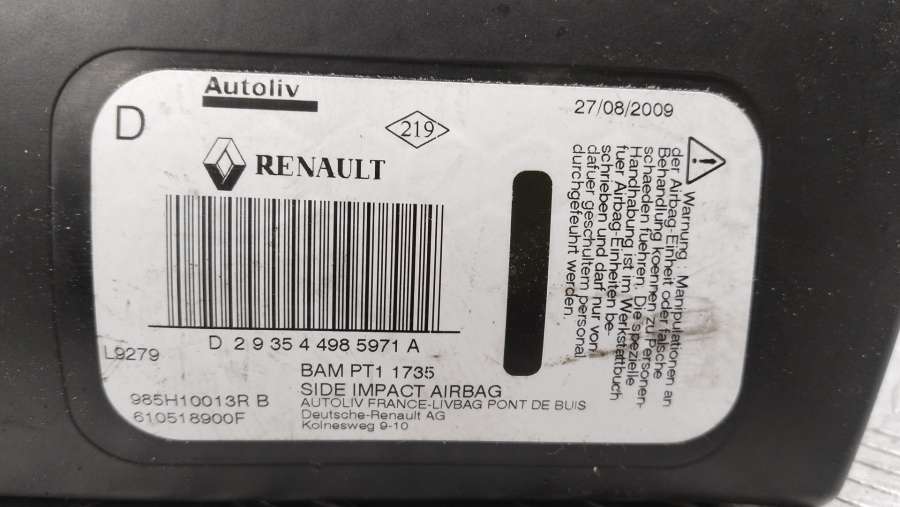 Autoliv
27/08/2009
D
219
RENAULT
D 2 9 35 4 498 5971 A
L9279
BAM PT1 1735
SIDE IMPACT AIRBAG
985H10013R B
AUTOLIV FRANCE-LIVBAG PONT DE BUIS
610518900F
Deutsche-Renault AG
Kolnesweg 9-10
Warnung : Manipulationen an
der Airbag-Einheit oder falsche
Behandlung koennen zu Personen-
schaeden fuehren. Die spezielle
Handhabung ist im Werkstattbuch
fuer Airbag-Einheiten be-
schrieben und darf nur von
dafuer geschultem personal
durchgefeuhrt werden.